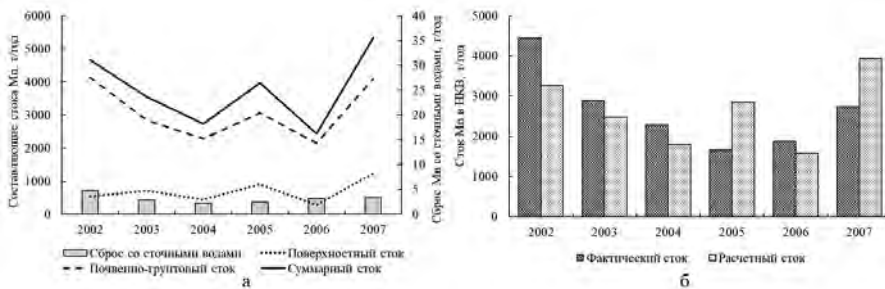 Составляющие стока Mn, т/год
6000
5000
4000
3000
2000
1000
0
40
35
30
25
20
15
10
5
0
Сброс Mn со сточными водами, т/год
2002 2003 2004 2005 2006 2007
Сброс со сточными водами Поверхностный сток
Почвенно-грунтовый сток Суммарный сток
а
Сток Mn в НКВ, т/год
5000
4000
3000
2000
1000
0
2002 2003 2004 2005 2006 2007
Фактический сток Расчетный сток
б